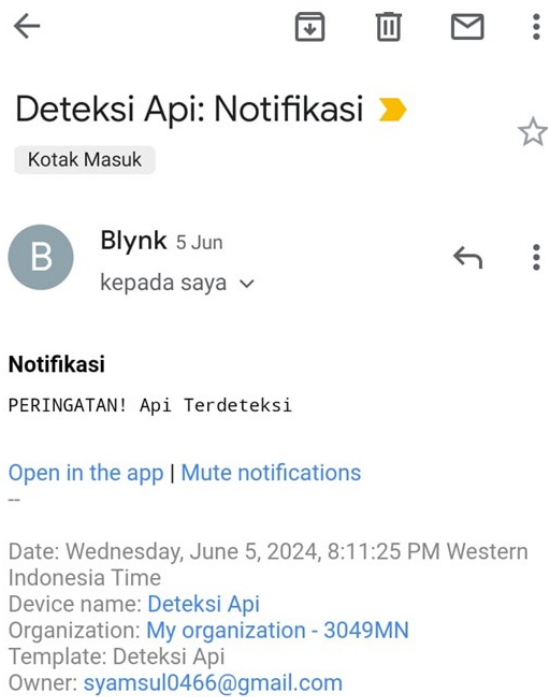 Deteksi Api: Notifikasi
Kotak Masuk
B
Blynk 5 Jun
kepada saya
Notifikasi
PERINGATAN! Api Terdeteksi
Open in the app | Mute notifications
--
Date: Wednesday, June 5, 2024, 8:11:25 PM Western
Indonesia Time
Device name: Deteksi Api
Organization: My organization - 3049MN
Template: Deteksi Api
Owner: syamsul0466@gmail.com